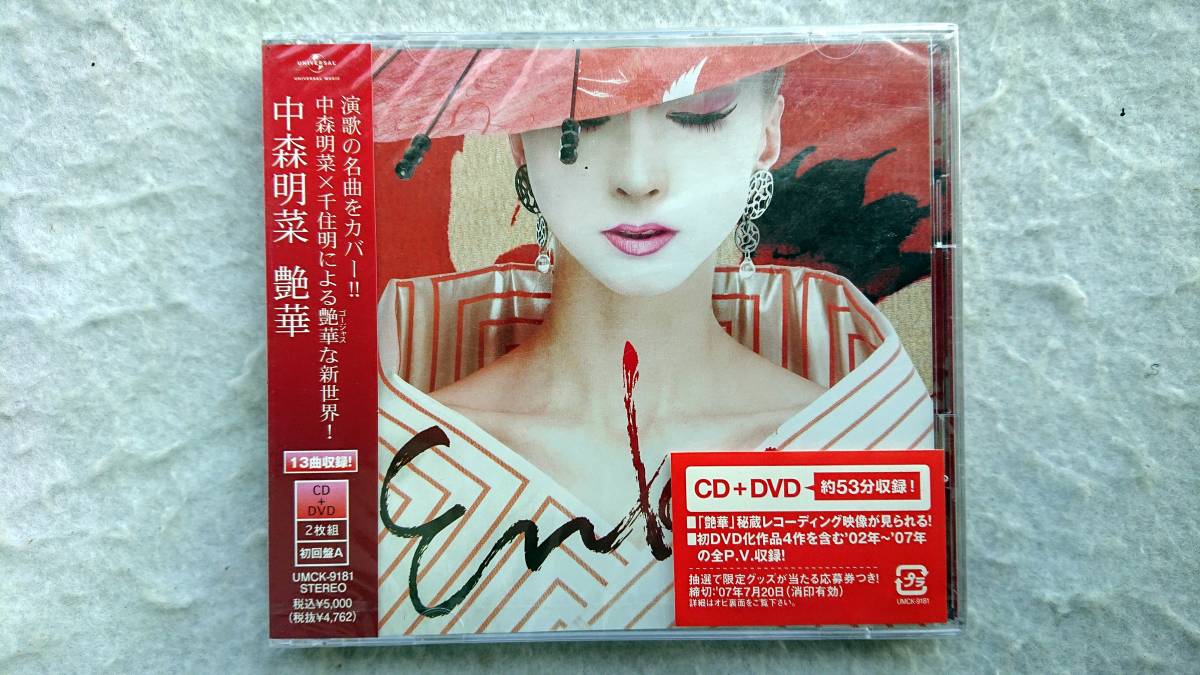 UNIVERSAL
UNIVERSAL MUSIC
演歌の名曲をカバー!!
中森明菜×千住明による艶華な新世界!
ゴージャス
中森明菜 艶華
13曲収録!
CD
+
DVD
2枚組
初回盤A
UMCK-9181
STEREO
税込¥5,000
(税抜¥4,762)
CD+DVD
約53分収録!
■「艶華」秘蔵レコーディング映像が見られる!
■初DVD化作品4作を含む'02年~'07年
の全P.V.収録!
抽選で限定グッズが当たる応募券つき!
締切:'07年7月20日(消印有効)
詳細はオビ裏面をご覧下さい。
プラ
UMCK-9181